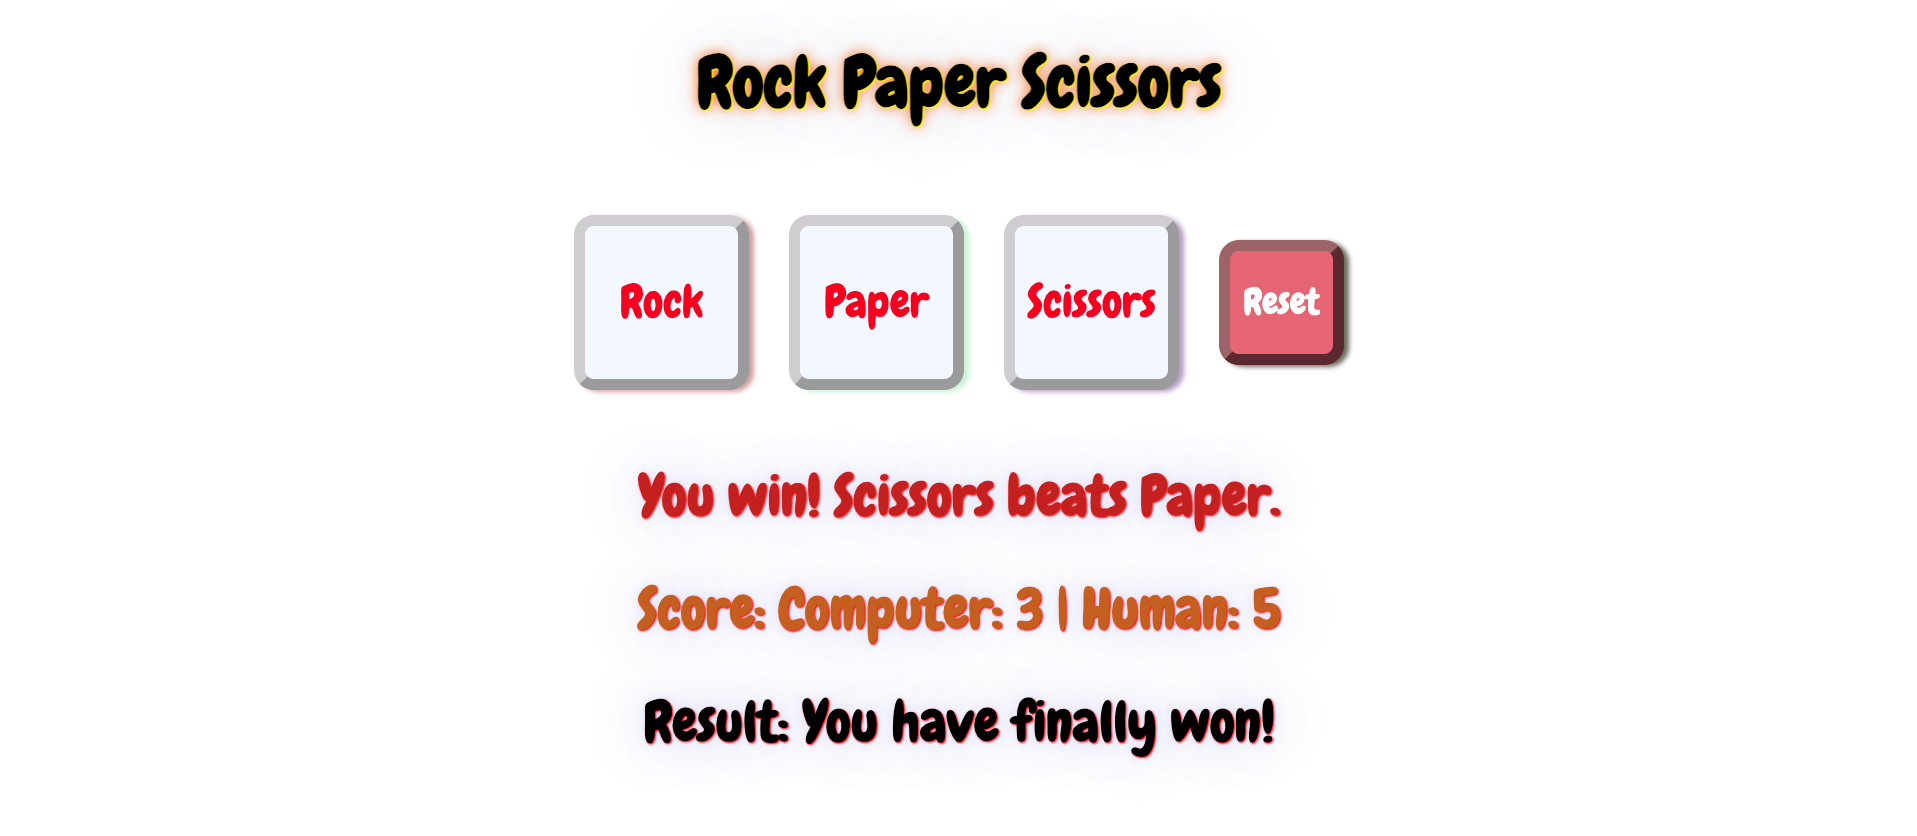 Rock Paper Scissors
Rock Paper Scissors Reset
You win! Scissors beats Paper.
Score: Computer: 3 | Human: 5
Result: You have finally won!